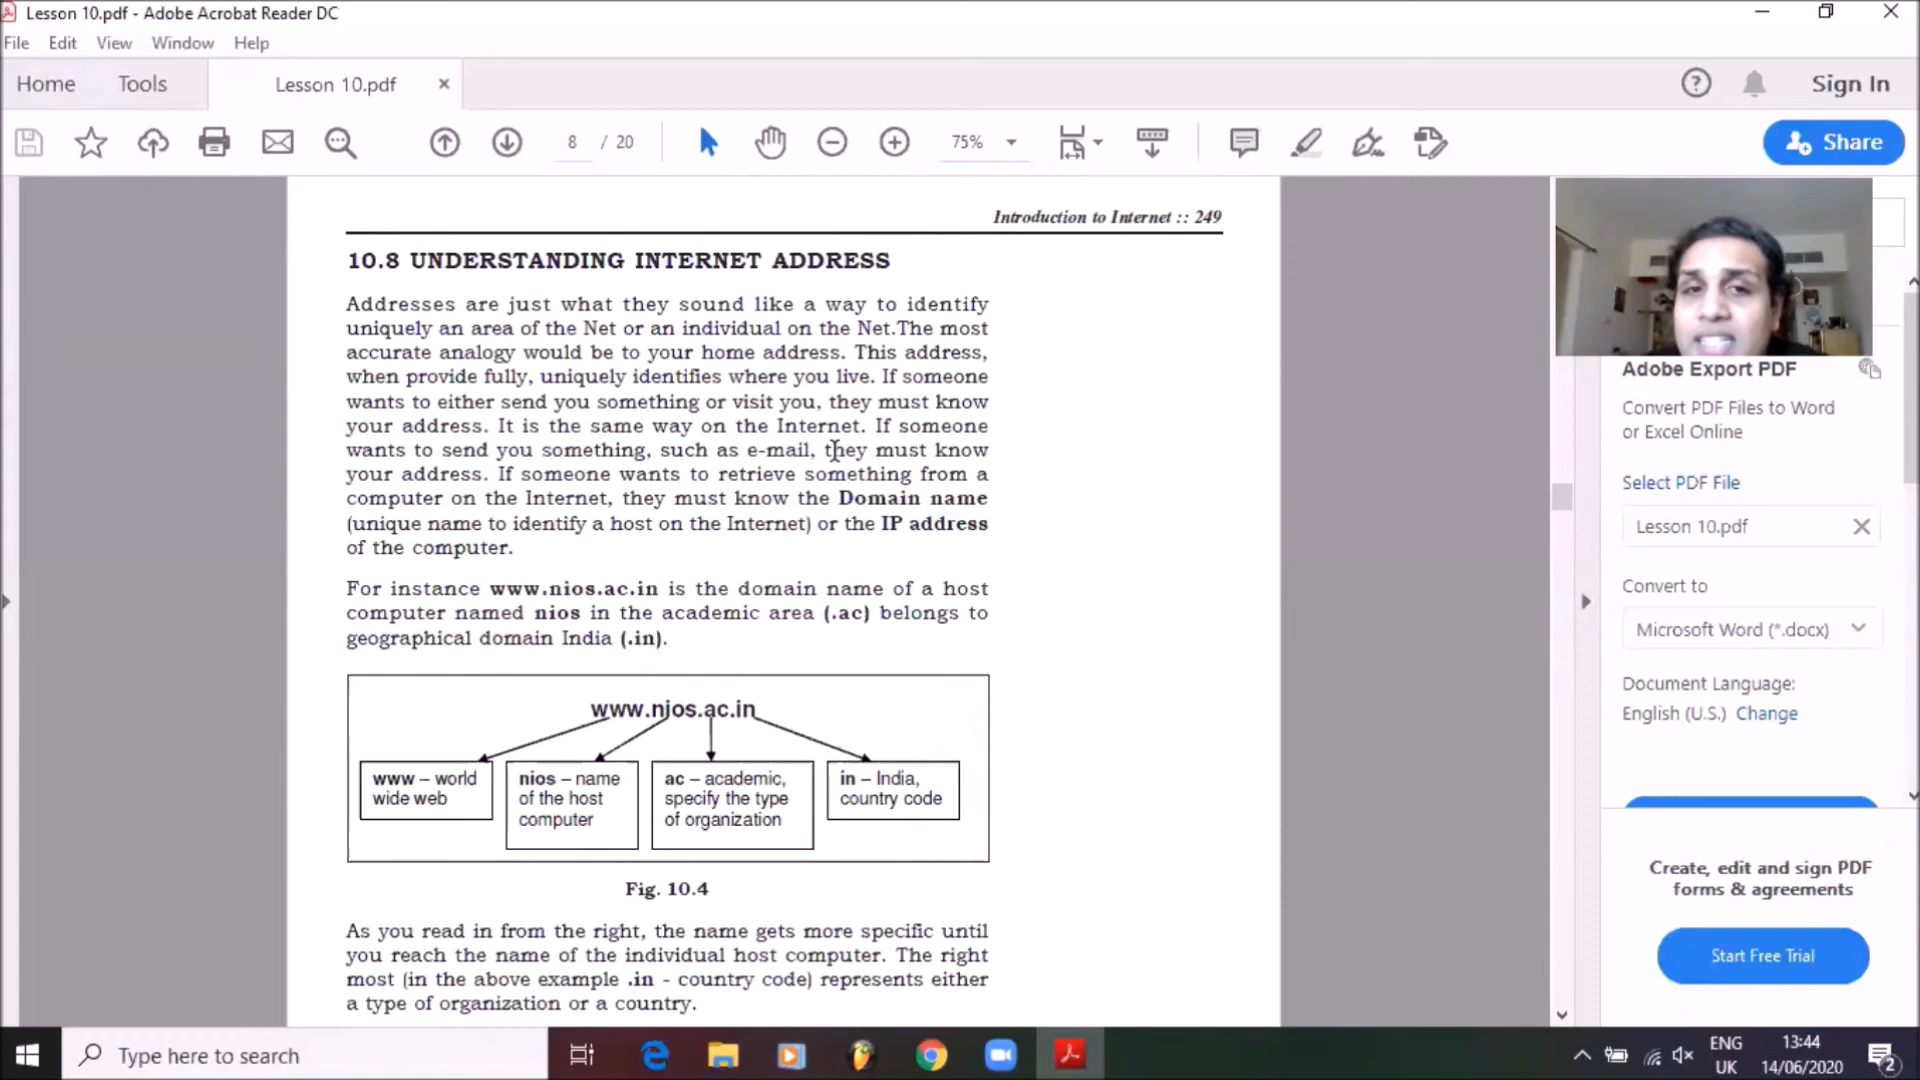 Lesson 10.pdf - Adobe Acrobat Reader DC
File Edit View Window Help
Home Tools Lesson 10.pdf
Sign In
8 / 20
75%
Share
Introduction to Internet :: 249
10.8 UNDERSTANDING INTERNET ADDRESS
Addresses are just what they sound like a way to identify
uniquely an area of the Net or an individual on the Net.The most
accurate analogy would be to your home address. This address,
when provide fully, uniquely identifies where you live. If someone
wants to either send you something or visit you, they must know
your address. It is the same way on the Internet. If someone
wants to send you something, such as e-mail, they must know
your address. If someone wants to retrieve something from a
computer on the Internet, they must know the Domain name
(unique name to identify a host on the Internet) or the IP address
of the computer.
For instance www.nios.ac.in is the domain name of a host
computer named nios in the academic area (.ac) belongs to
geographical domain India (.in).
www.nios.ac.in
www – world
wide web
nios – name
of the host
computer
ac – academic,
specify the type
of organization
in – India,
country code
Fig. 10.4
As you read in from the right, the name gets more specific until
you reach the name of the individual host computer. The right
most (in the above example .in - country code) represents either
a type of organization or a country.
Adobe Export PDF
Convert PDF Files to Word
or Excel Online
Select PDF File
Lesson 10.pdf
Convert to
Microsoft Word (*.docx)
Document Language:
English (U.S.) Change
Create, edit and sign PDF
forms & agreements
Start Free Trial
Type here to search
ENG
UK
13:44
14/06/2020
2